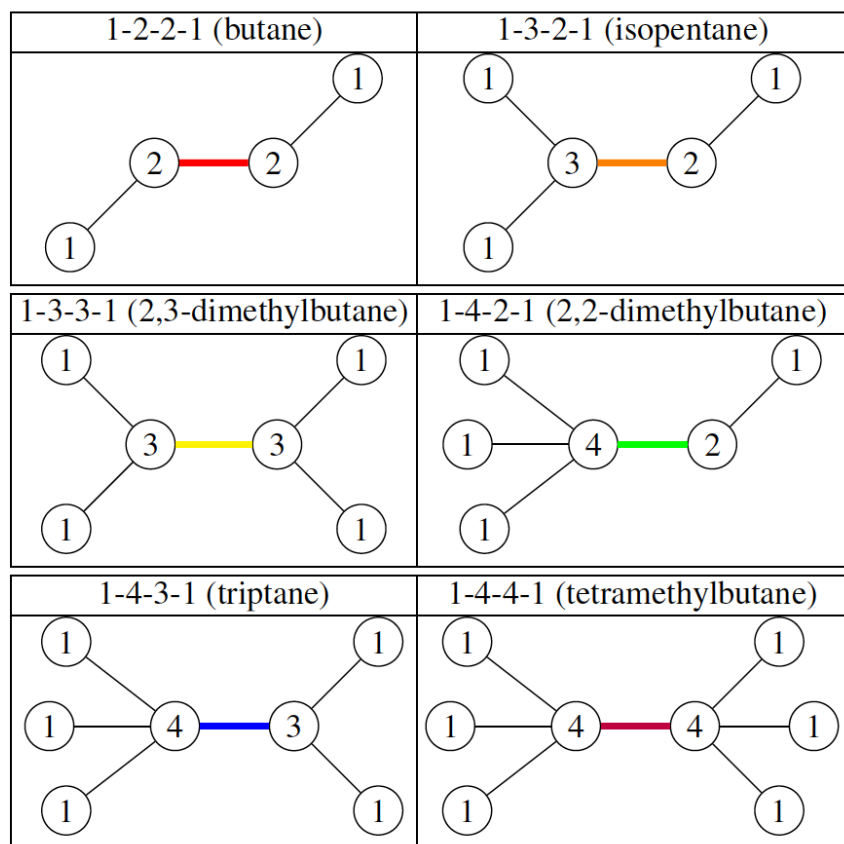 1-2-2-1 (butane)
1
2 2
1
1-3-2-1 (isopentane)
1 1
3 2
1
1-3-3-1 (2,3-dimethylbutane)
1 1
3 3
1 1
1-4-2-1 (2,2-dimethylbutane)
1 1
1 4 2
1
1-4-3-1 (triptane)
1 1
1 4 3
1 1
1-4-4-1 (tetramethylbutane)
1 1
1 4 4 1
1 1